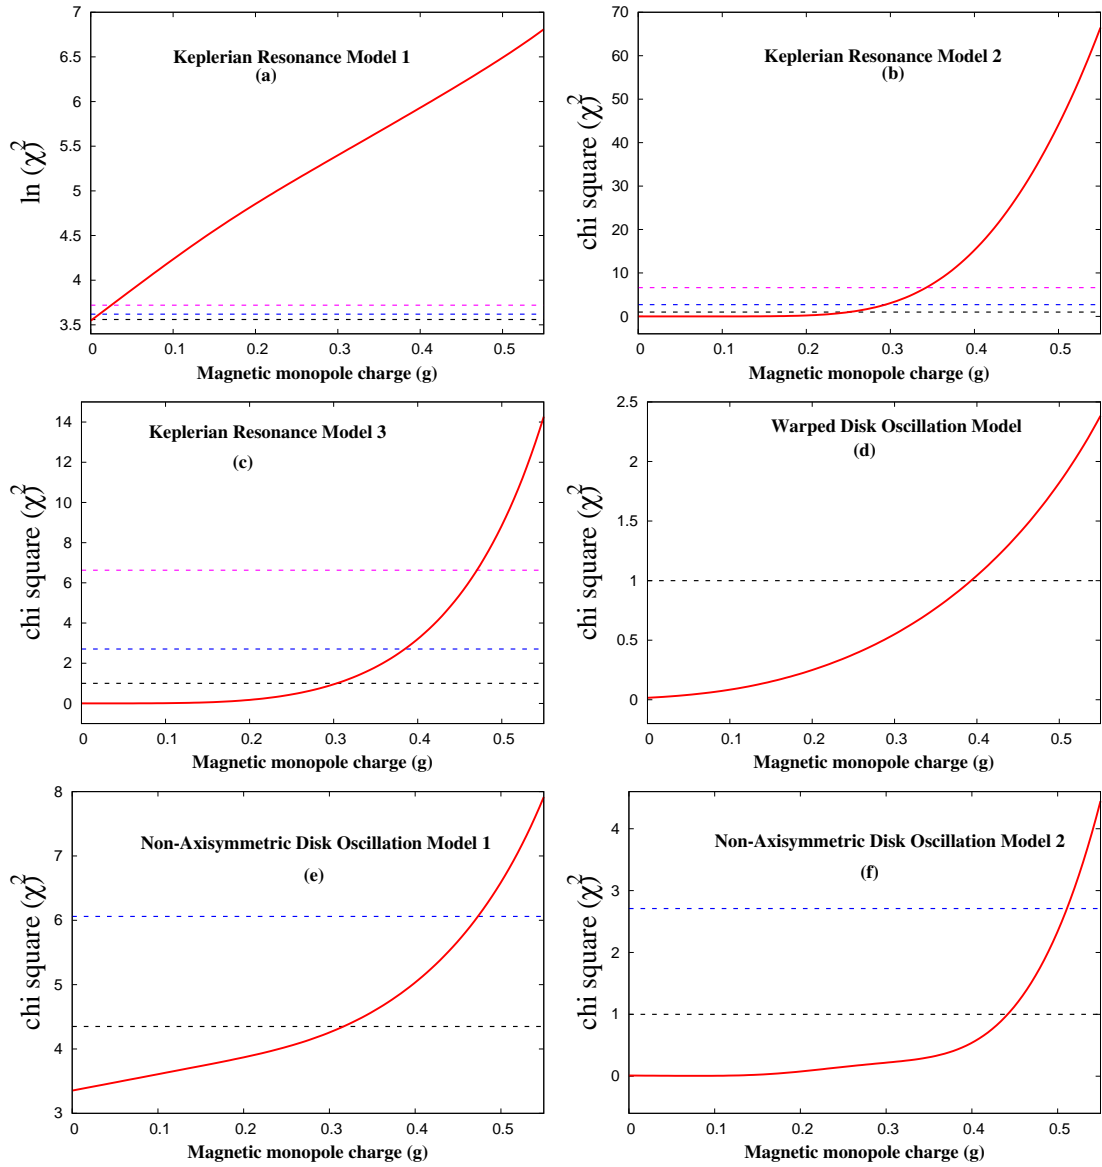 Keplerian Resonance Model 1
(a)
ln (χ²)
7
6.5
6
5.5
5
4.5
4
3.5
0 0.1 0.2 0.3 0.4 0.5
Magnetic monopole charge (g)
Keplerian Resonance Model 2
(b)
chi square (χ²)
70
60
50
40
30
20
10
0
0 0.1 0.2 0.3 0.4 0.5
Magnetic monopole charge (g)
Keplerian Resonance Model 3
(c)
chi square (χ²)
14
12
10
8
6
4
2
0
0 0.1 0.2 0.3 0.4 0.5
Magnetic monopole charge (g)
Warped Disk Oscillation Model
(d)
chi square (χ²)
2.5
2
1.5
1
0.5
0
0 0.1 0.2 0.3 0.4 0.5
Magnetic monopole charge (g)
Non-Axisymmetric Disk Oscillation Model 1
(e)
chi square (χ²)
8
7
6
5
4
3
0 0.1 0.2 0.3 0.4 0.5
Magnetic monopole charge (g)
Non-Axisymmetric Disk Oscillation Model 2
(f)
chi square (χ²)
4
3
2
1
0
0 0.1 0.2 0.3 0.4 0.5
Magnetic monopole charge (g)